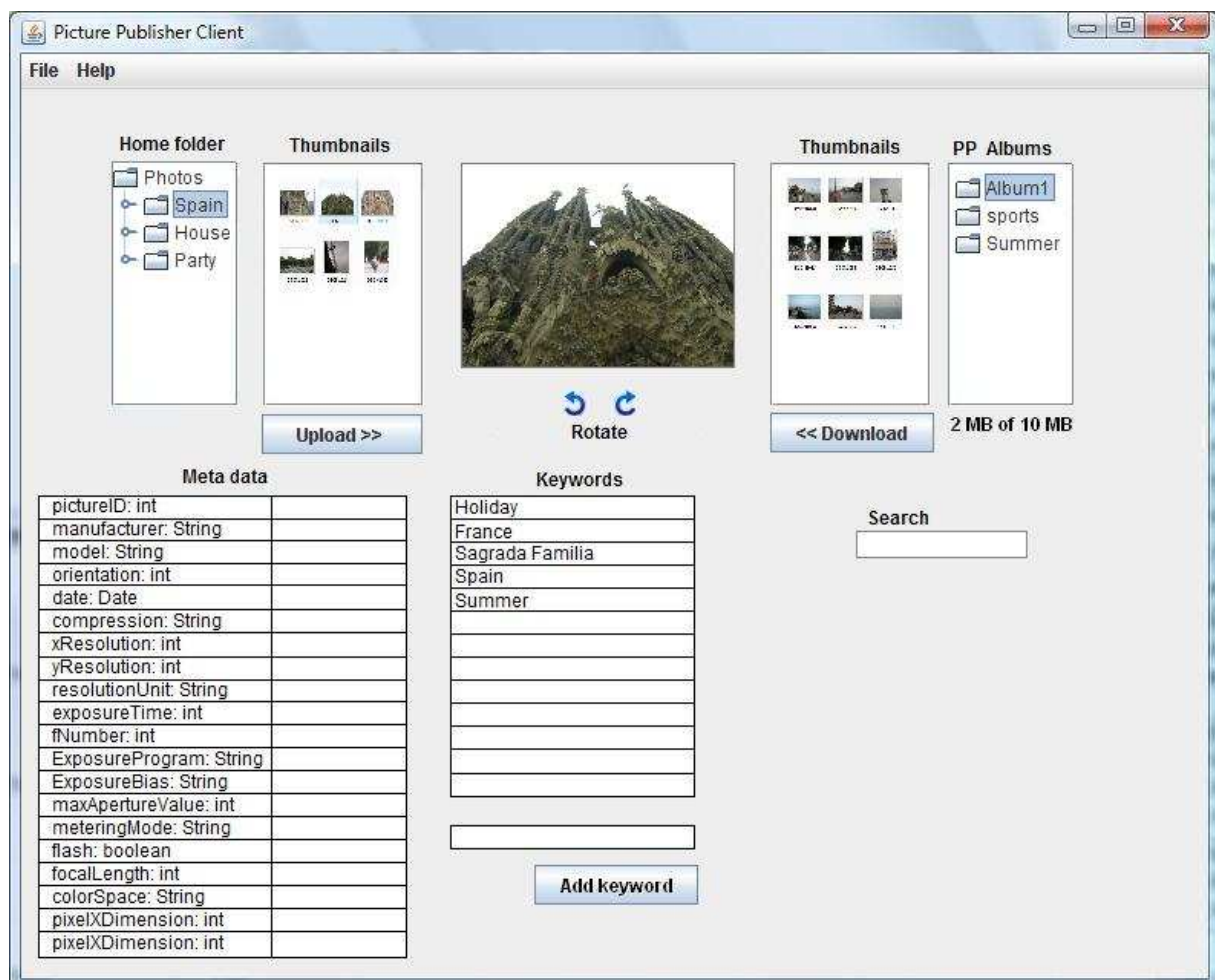 Picture Publisher Client
File Help
Home folder
Thumbnails
Thumbnails
PP Albums
Photos
Spain
House
Party
Album1
sports
Summer
Upload >>
Rotate
<< Download
2 MB of 10 MB
Meta data
pictureID: int
manufacturer: String
model: String
orientation: int
date: Date
compression: String
xResolution: int
yResolution: int
resolutionUnit: String
exposureTime: int
fNumber: int
ExposureProgram: String
ExposureBias: String
maxApertureValue: int
meteringMode: String
flash: boolean
focalLength: int
colorSpace: String
pixelXDimension: int
pixelXDimension: int
Keywords
Holiday
France
Sagrada Familia
Spain
Summer
Add keyword
Search